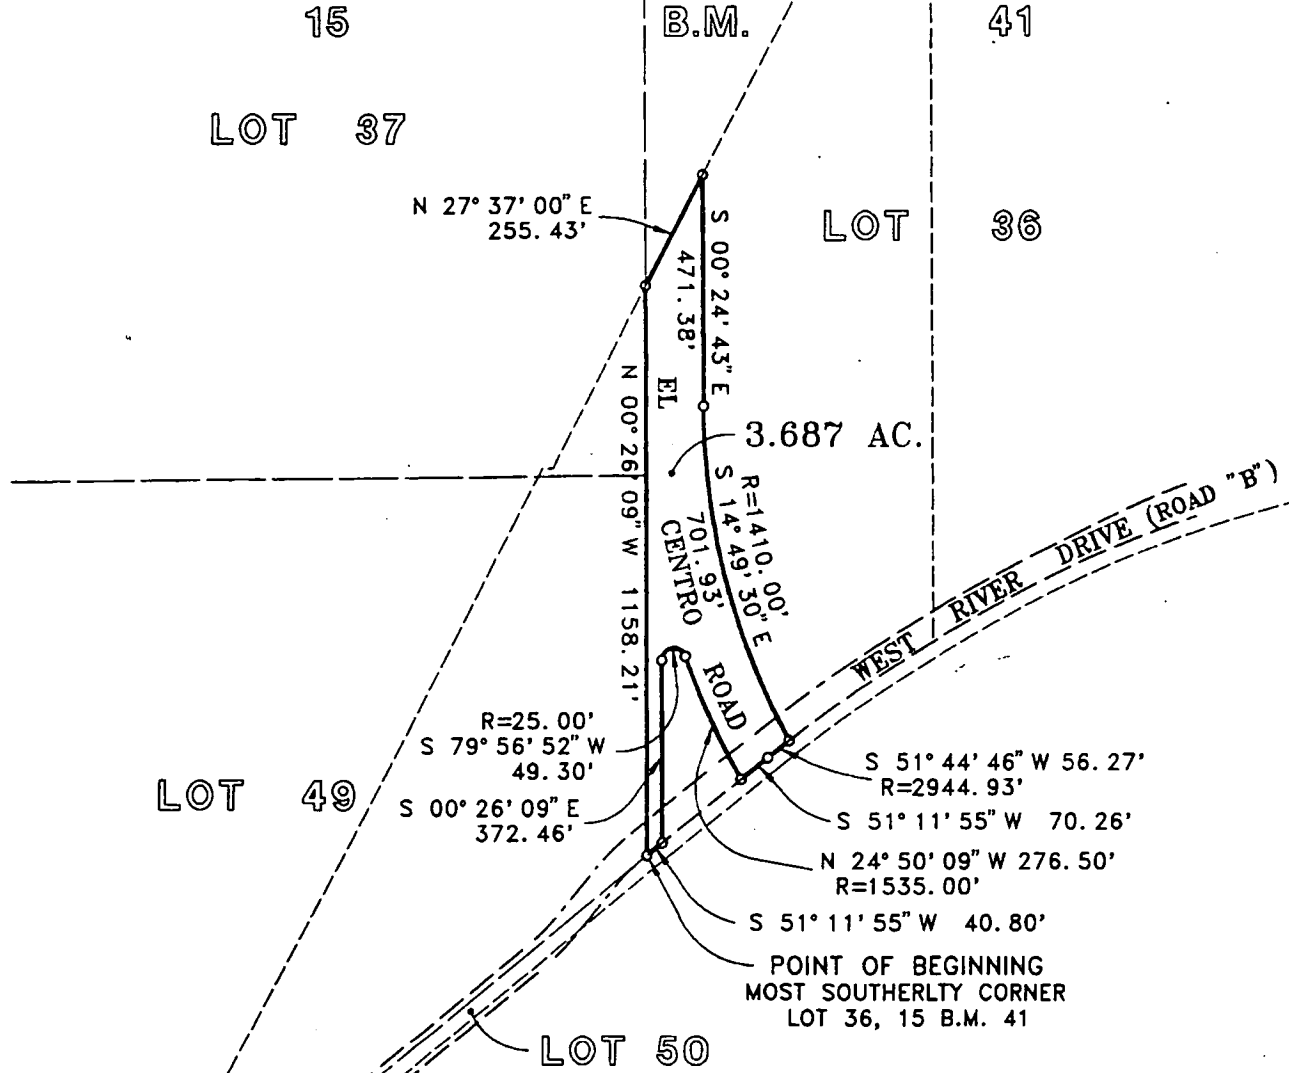 15
B.M.
41
LOT 37
N 27° 37' 00" E
255.43'
LOT 36
S 00° 24' 43" E
471.38'
N 00° 26' 09" W 1158.21'
EL
CENTRO
ROAD
3.687 AC.
R=1410.00'
S 14° 49' 30" E
701.93'
WEST RIVER DRIVE (ROAD "B")
R=25.00'
S 79° 56' 52" W
49.30'
S 00° 26' 09" E
372.46'
LOT 49
S 51° 44' 46" W 56.27'
R=2944.93'
S 51° 11' 55" W 70.26'
N 24° 50' 09" W 276.50'
R=1535.00'
S 51° 11' 55" W 40.80'
POINT OF BEGINNING
MOST SOUTHERLTY CORNER
LOT 36, 15 B.M. 41
LOT 50